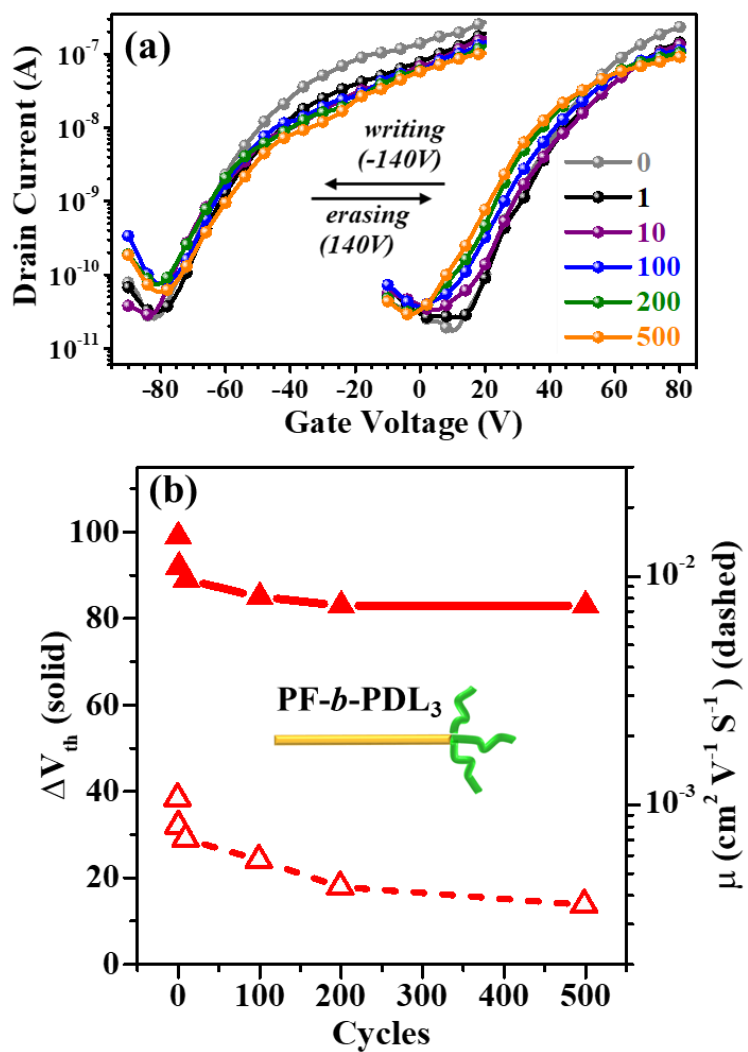 (a)
10⁻⁷
10⁻⁸
10⁻⁹
10⁻¹⁰
10⁻¹¹
Drain Current (A)
writing
(-140V)
erasing
(140V)
0
1
10
100
200
500
-80 -60 -40 -20 0 20 40 60 80
Gate Voltage (V)
(b)
100
80
60
40
20
0
ΔV_th (solid)
PF-b-PDL₃
10⁻²
10⁻³
μ (cm² V⁻¹ S⁻¹) (dashed)
0 100 200 300 400 500
Cycles